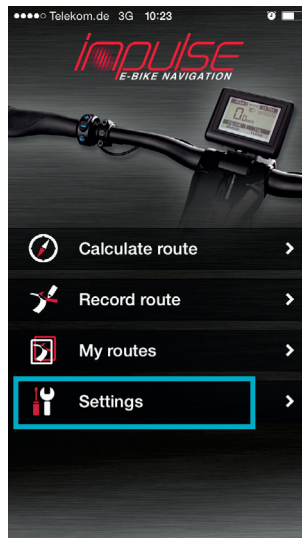 Telekom.de 3G 10:23
impulse
E-BIKE NAVIGATION
Calculate route
Record route
My routes
Settings